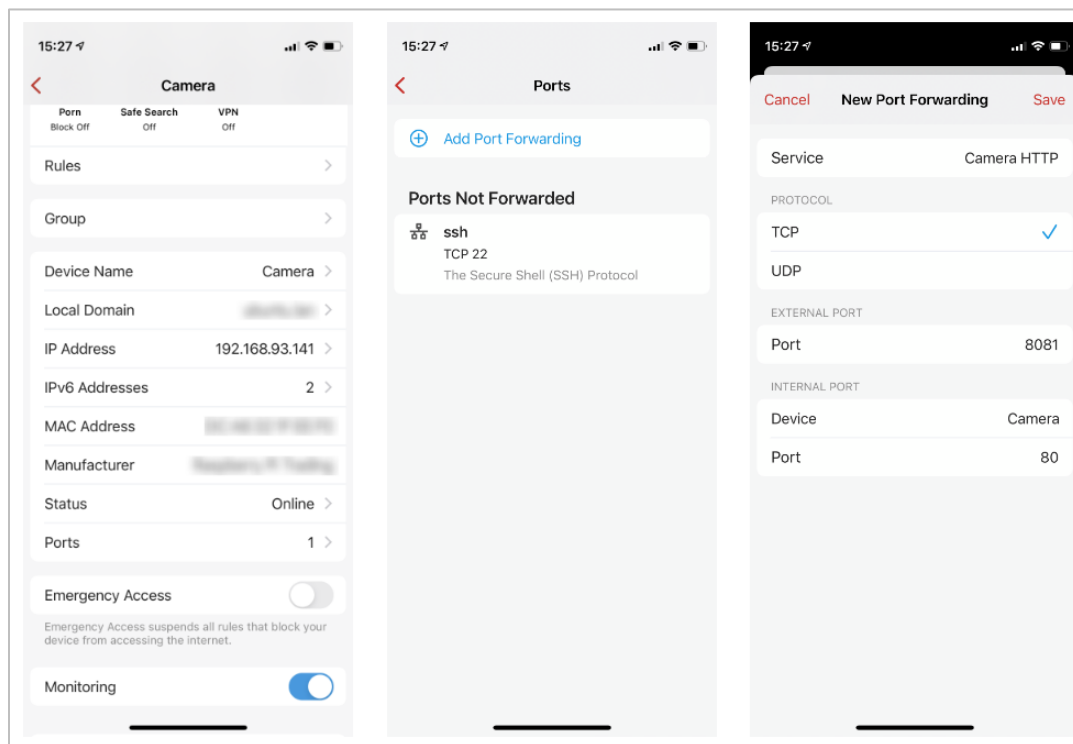 15:27
Camera
Porn
Block Off
Safe Search
Off
VPN
Off
Rules
Group
Device Name Camera
Local Domain
IP Address 192.168.93.141
IPv6 Addresses 2
MAC Address
Manufacturer
Status Online
Ports 1
Emergency Access
Emergency Access suspends all rules that block your
device from accessing the internet.
Monitoring
15:27
Ports
Add Port Forwarding
Ports Not Forwarded
ssh
TCP 22
The Secure Shell (SSH) Protocol
15:27
Cancel New Port Forwarding Save
Service Camera HTTP
PROTOCOL
TCP
UDP
EXTERNAL PORT
Port 8081
INTERNAL PORT
Device Camera
Port 80